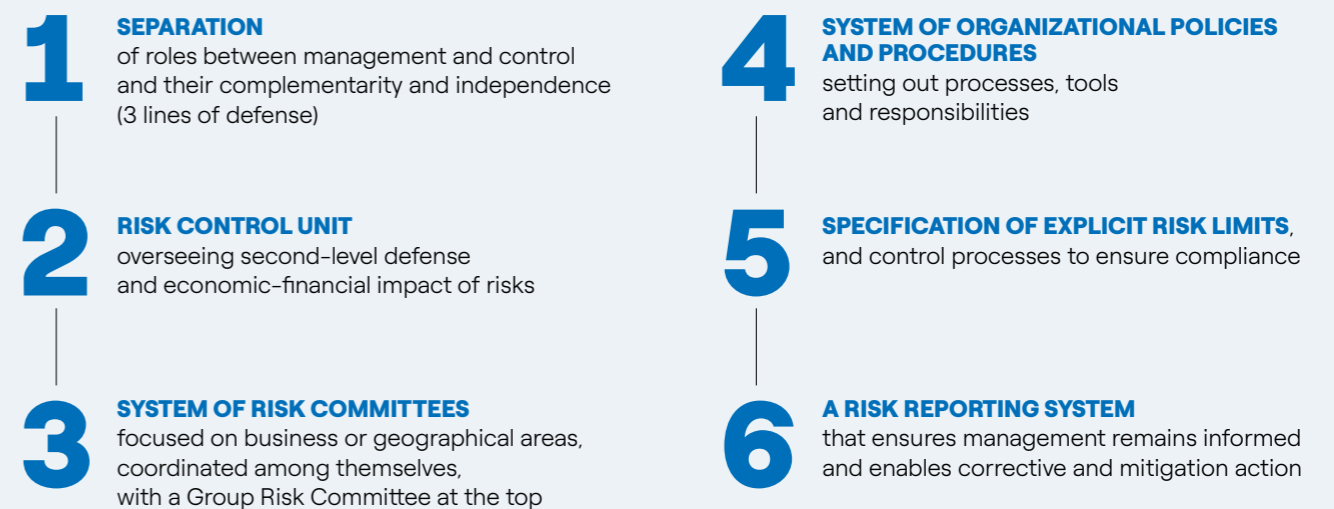 1
SEPARATION
of roles between management and control
and their complementarity and independence
(3 lines of defense)
2
RISK CONTROL UNIT
overseeing second-level defense
and economic-financial impact of risks
3
SYSTEM OF RISK COMMITTEES
focused on business or geographical areas,
coordinated among themselves,
with a Group Risk Committee at the top
4
SYSTEM OF ORGANIZATIONAL POLICIES
AND PROCEDURES
setting out processes, tools
and responsibilities
5
SPECIFICATION OF EXPLICIT RISK LIMITS,
and control processes to ensure compliance
6
A RISK REPORTING SYSTEM
that ensures management remains informed
and enables corrective and mitigation action